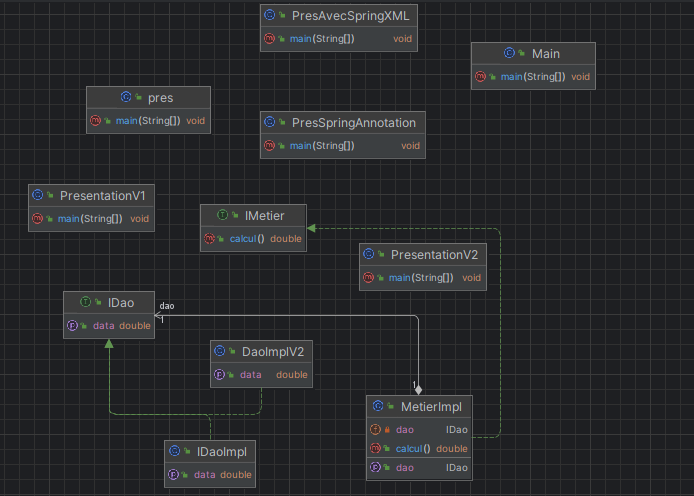 PresAvecSpringXML
main(String[]) void
Main
main(String[]) void
pres
main(String[]) void
PresSpringAnnotation
main(String[]) void
PresentationV1
main(String[]) void
IMetier
calcul() double
PresentationV2
main(String[]) void
IDao
data double
dao
1
DaoImplV2
data double
1
MetierImpl
dao IDao
calcul() double
dao IDao
IDaoImpl
data double